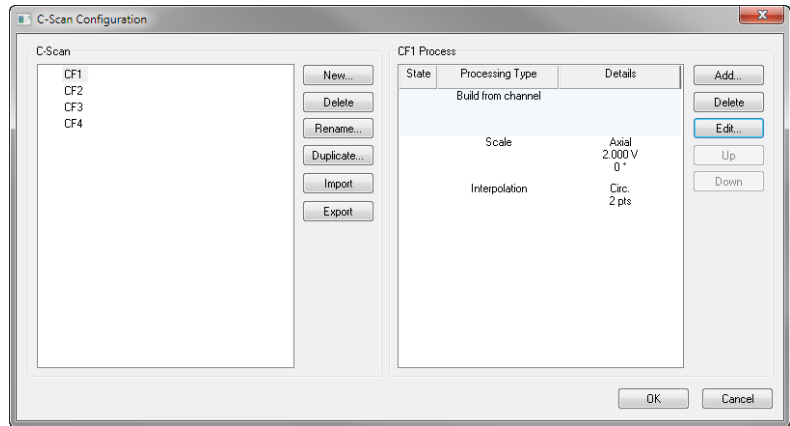 C-Scan Configuration
C-Scan
CF1
CF2
CF3
CF4
New...
Delete
Rename...
Duplicate...
Import
Export
CF1 Process
State Processing Type Details
Build from channel
Scale Axial
2.000 V
0 °
Interpolation Circ.
2 pts
Add...
Delete
Edit...
Up
Down
OK Cancel